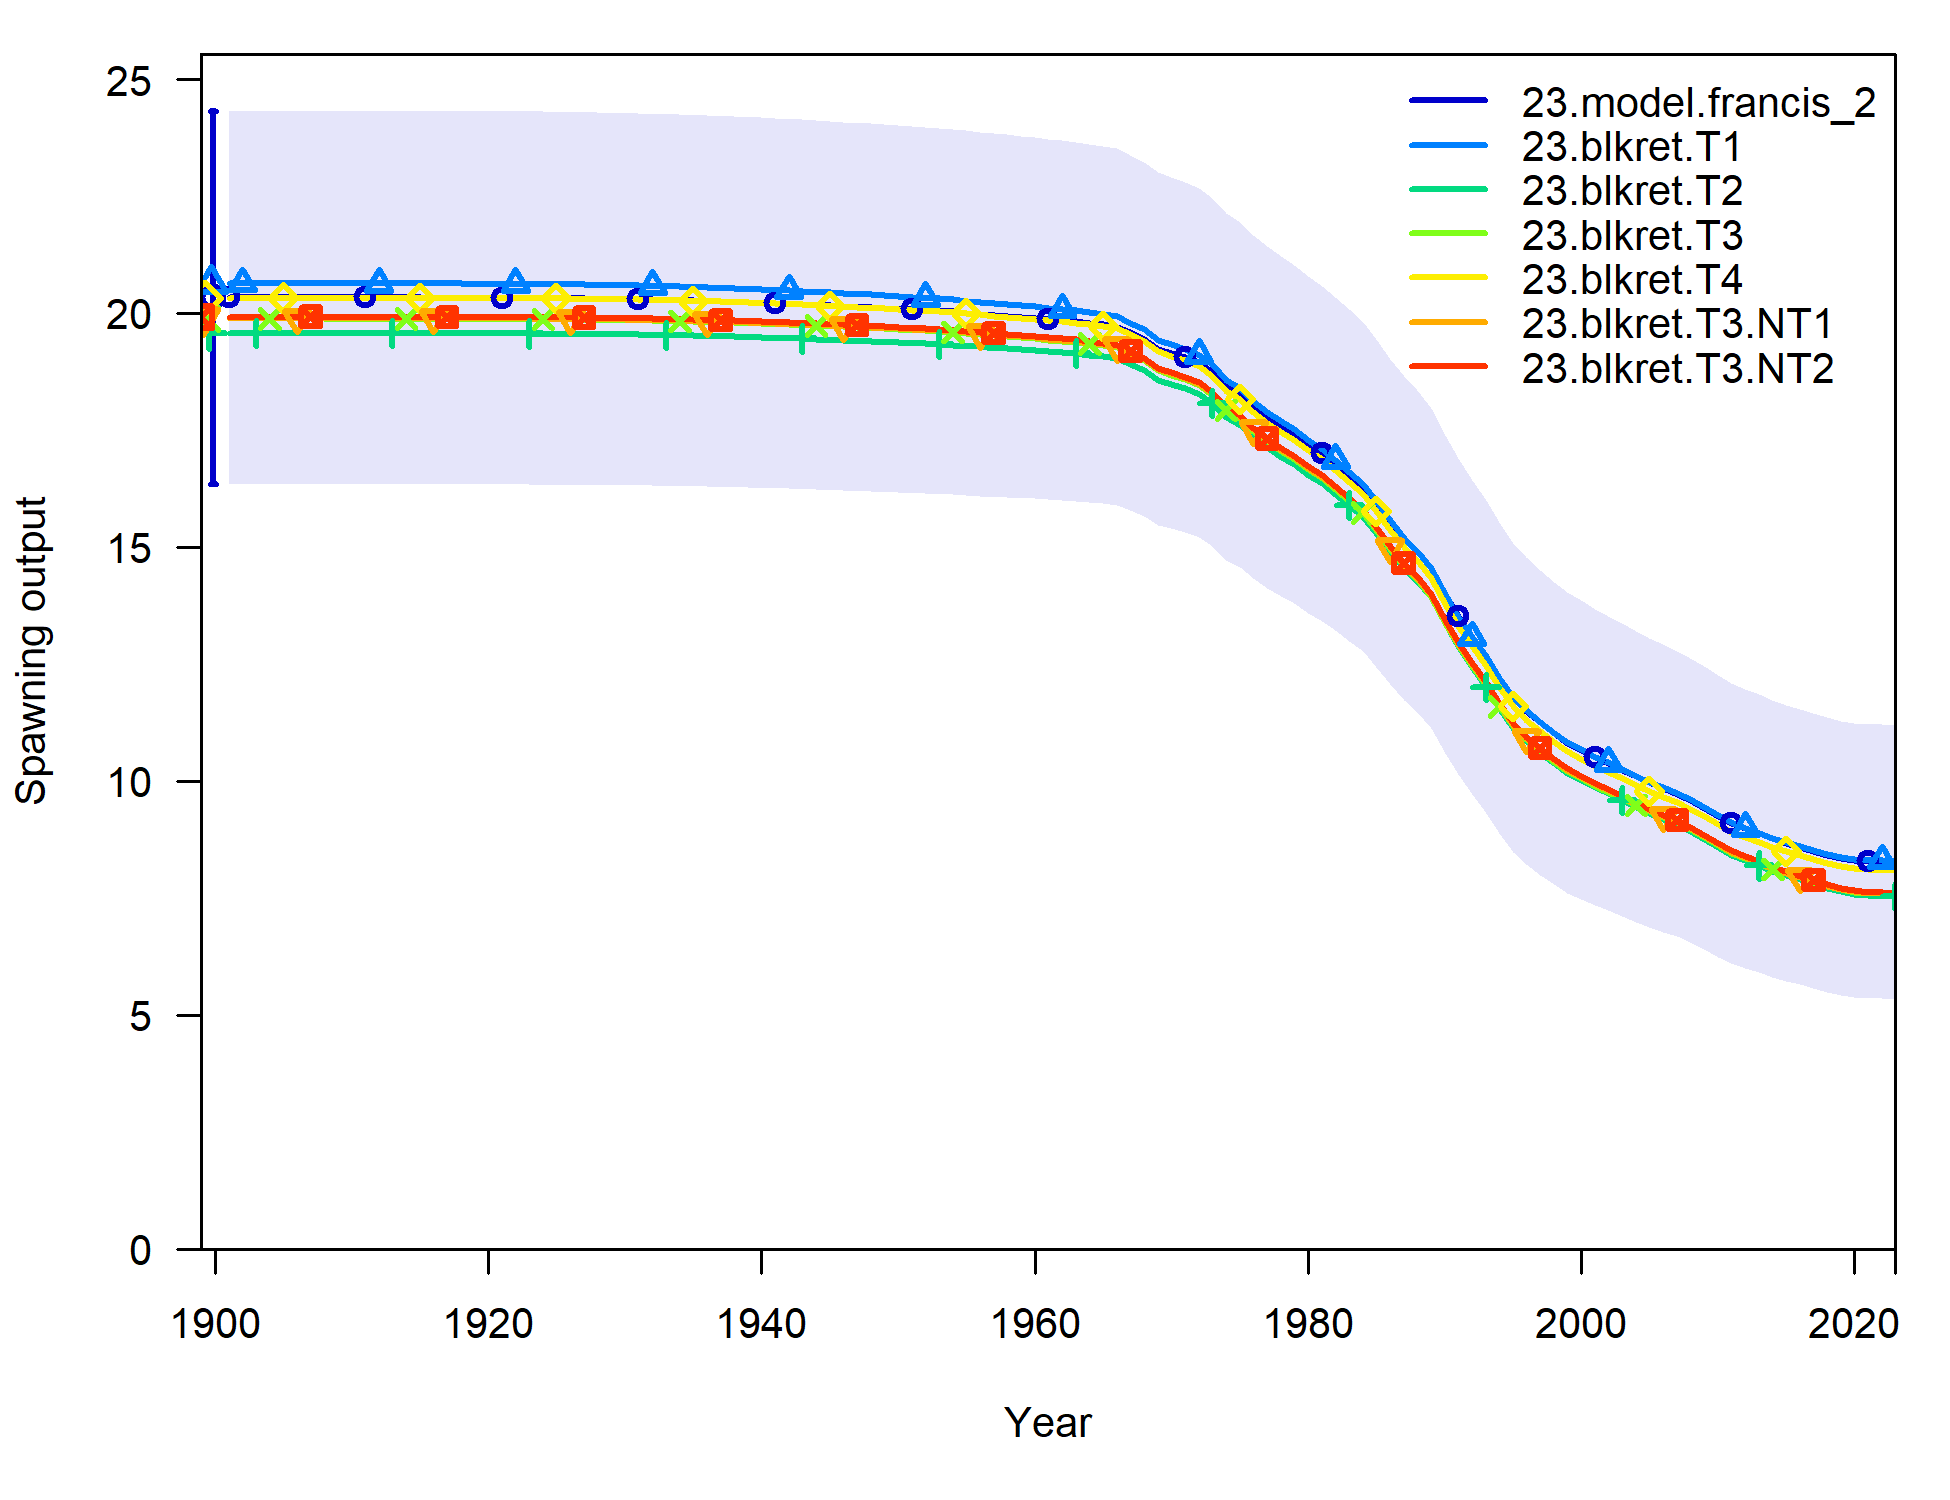 25
20
15
10
5
0
Spawning output
23.model.francis_2
23.blkret.T1
23.blkret.T2
23.blkret.T3
23.blkret.T4
23.blkret.T3.NT1
23.blkret.T3.NT2
1900 1920 1940 1960 1980 2000 2020
Year